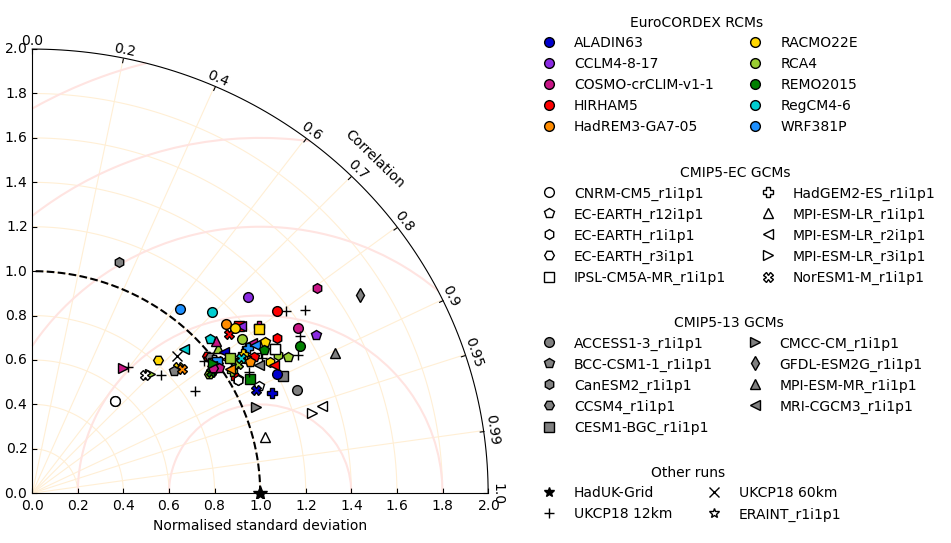 EuroCORDEX RCMs
ALADIN63
RACMO22E
CCLM4-8-17
RCA4
COSMO-crCLIM-v1-1
REMO2015
HIRHAM5
RegCM4-6
HadREM3-GA7-05
WRF381P
CMIP5-EC GCMs
CNRM-CM5_r1i1p1
HadGEM2-ES_r1i1p1
EC-EARTH_r12i1p1
MPI-ESM-LR_r1i1p1
EC-EARTH_r1i1p1
MPI-ESM-LR_r2i1p1
EC-EARTH_r3i1p1
MPI-ESM-LR_r3i1p1
IPSL-CM5A-MR_r1i1p1
NorESM1-M_r1i1p1
CMIP5-13 GCMs
ACCESS1-3_r1i1p1
CMCC-CM_r1i1p1
BCC-CSM1-1_r1i1p1
GFDL-ESM2G_r1i1p1
CanESM2_r1i1p1
MPI-ESM-MR_r1i1p1
CCSM4_r1i1p1
MRI-CGCM3_r1i1p1
CESM1-BGC_r1i1p1
Other runs
HadUK-Grid
UKCP18 60km
UKCP18 12km
ERAINT_r1i1p1
0.0
0.2
0.4
0.6
Correlation
0.7
0.8
0.9
0.95
0.99
1.0
2.0
1.8
1.6
1.4
1.2
1.0
0.8
0.6
0.4
0.2
0.0
0.0 0.2 0.4 0.6 0.8 1.0 1.2 1.4 1.6 1.8 2.0
Normalised standard deviation